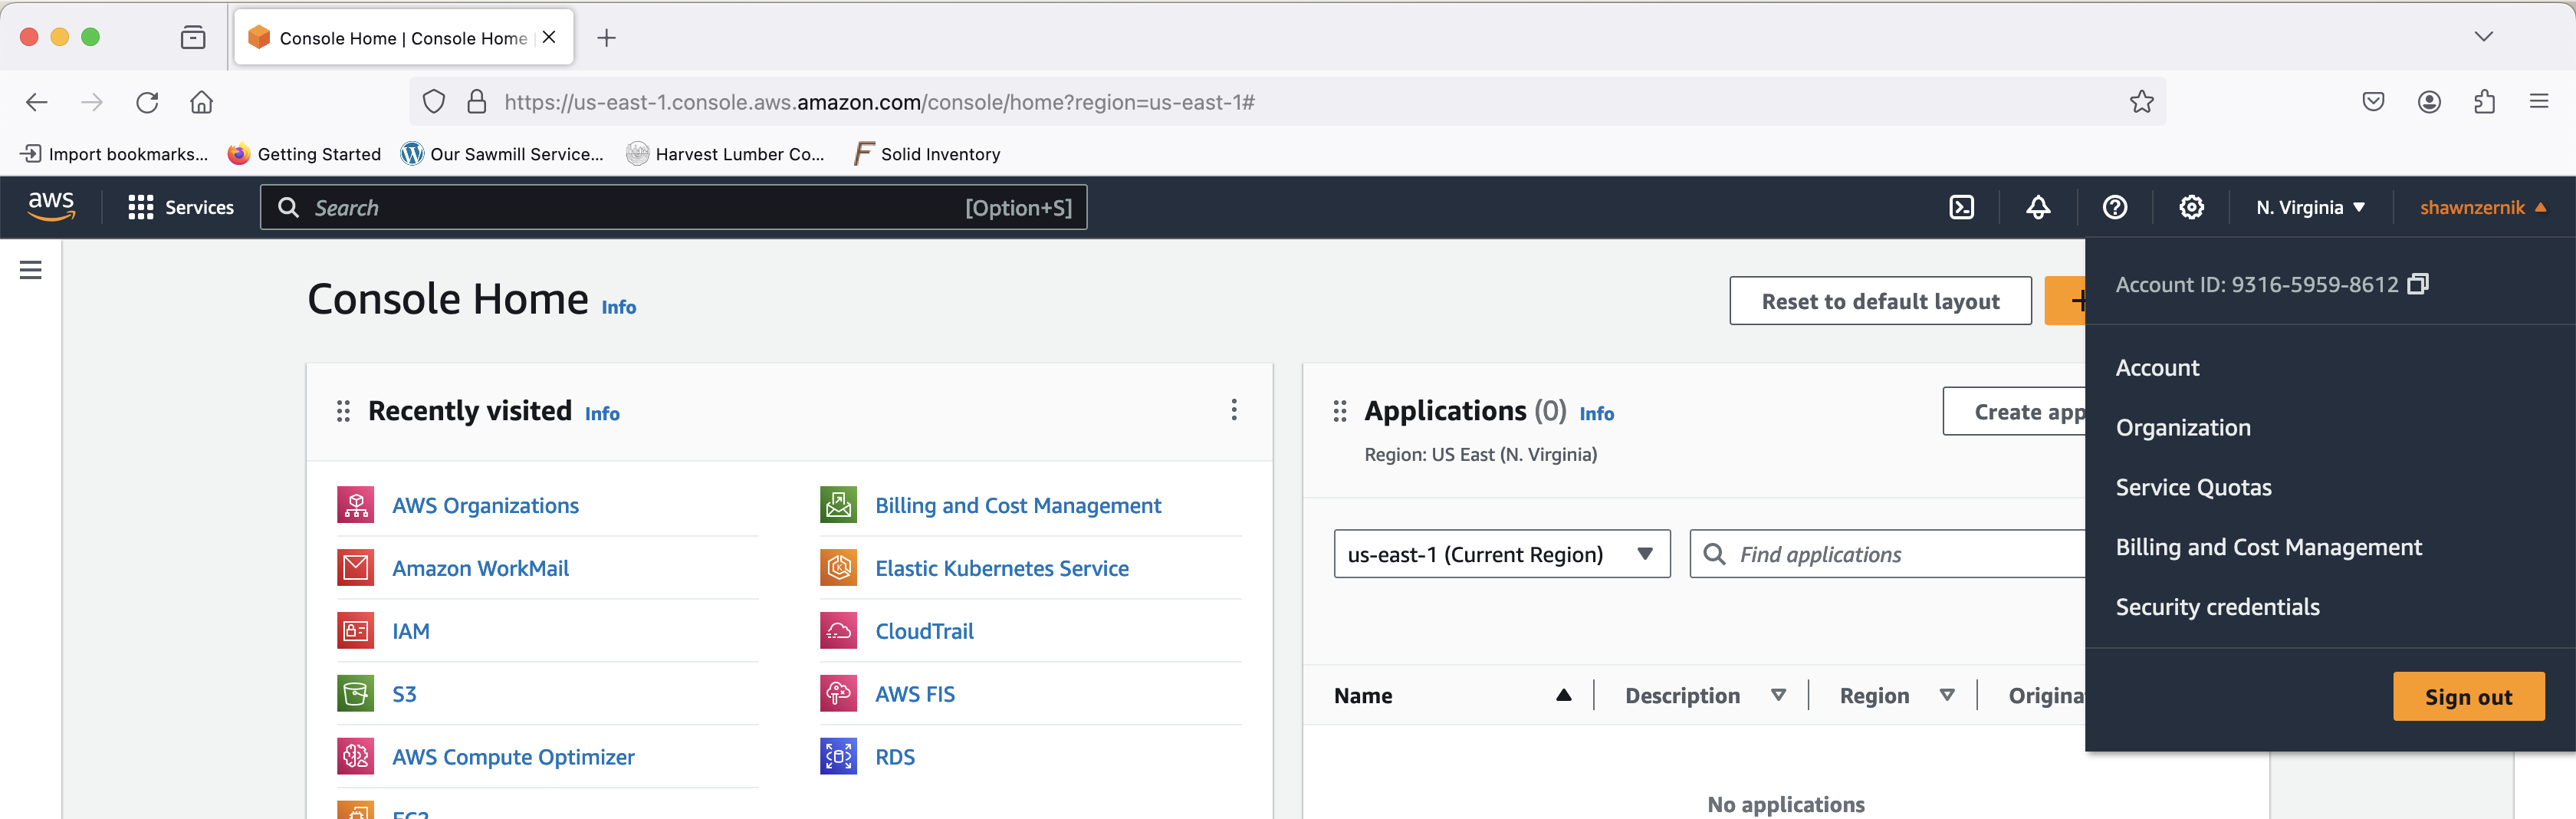 Console Home | Console Home
https://us-east-1.console.aws.amazon.com/console/home?region=us-east-1#
Import bookmarks...
Getting Started
Our Sawmill Service...
Harvest Lumber Co...
Solid Inventory
aws
Services
Search
[Option+S]
N. Virginia
shawnzernik
Console Home
Info
Reset to default layout
+
Account ID: 9316-5959-8612
Account
Organization
Service Quotas
Billing and Cost Management
Security credentials
Sign out
Recently visited
Info
AWS Organizations
Amazon WorkMail
IAM
S3
AWS Compute Optimizer
EC2
Billing and Cost Management
Elastic Kubernetes Service
CloudTrail
AWS FIS
RDS
Applications (0)
Info
Create app
Region: US East (N. Virginia)
us-east-1 (Current Region)
Find applications
Name
Description
Region
Origina
No applications